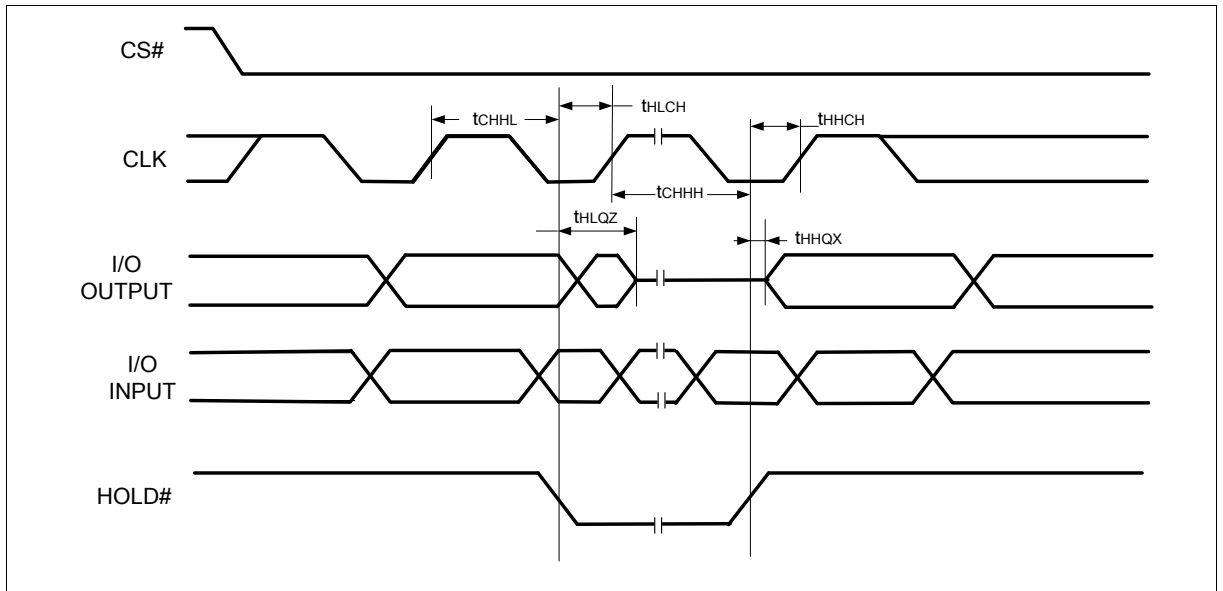 CS#
tHLCH
tCHHL
tHHCH
CLK
tCHHH
tHLQZ
tHHQX
I/O
OUTPUT
I/O
INPUT
HOLD#